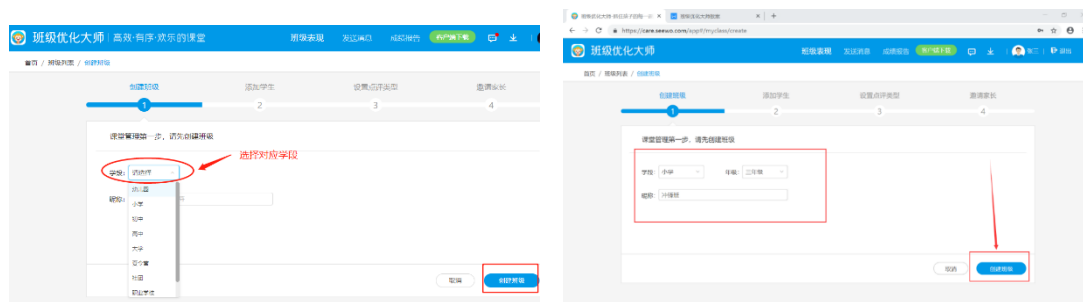 班级优化大师 | 高效·有序·欢乐的课堂
班级表现 发送消息 成绩报告 客户端下载
首页 / 班级列表 / 创建班级
创建班级 添加学生 设置点评类型 邀请家长
1 2 3 4
课堂管理第一步，请先创建班级
选择对应学段
学段: 请选择
幼儿园
昵称:
小学
初中
高中
大学
社团
职业学校
取消 创建班级
班级优化大师
https://care.seewo.com/app/t/myclass/create
班级优化大师
班级表现 发送消息 成绩报告 客户端下载 退出
首页 / 班级列表 / 创建班级
创建班级 添加学生 设置点评类型 邀请家长
1 2 3 4
课堂管理第一步，请先创建班级
学段: 小学 年级: 三年级
昵称:
取消 创建班级